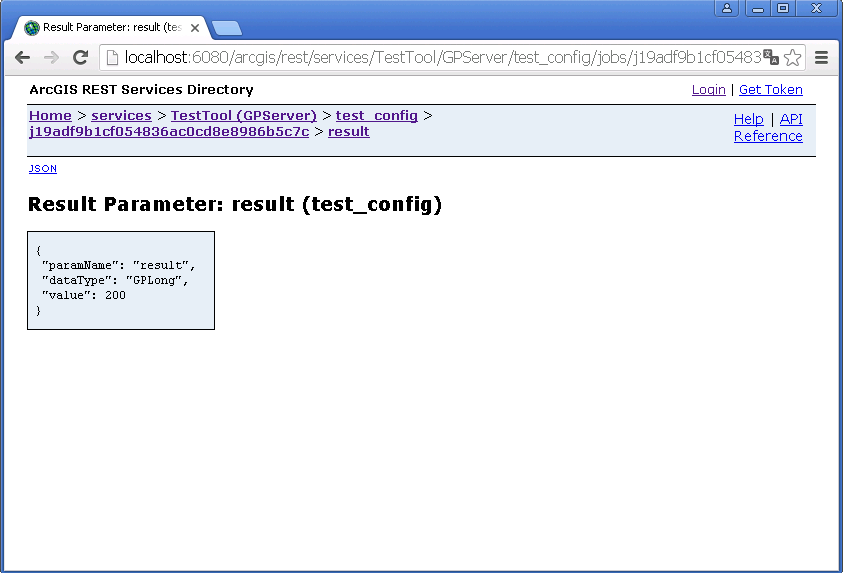 Result Parameter: result (tes
localhost:6080/arcgis/rest/services/TestTool/GPServer/test_config/jobs/j19adf9b1cf05483
ArcGIS REST Services Directory
Login | Get Token
Home > services > TestTool (GPServer) > test_config >
j19adf9b1cf054836ac0cd8e8986b5c7c > result
Help | API
Reference
JSON
Result Parameter: result (test_config)
{
"paramName": "result",
"dataType": "GPLong",
"value": 200
}